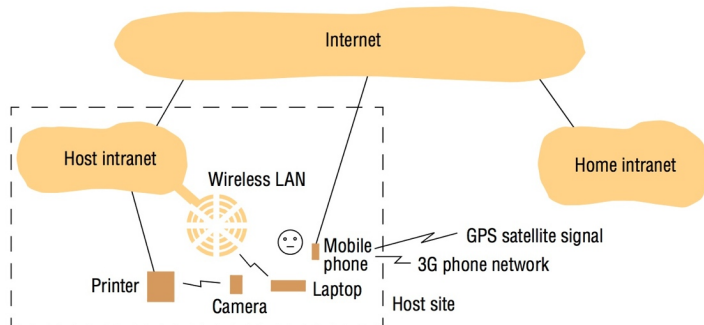 Internet
Host intranet
Home intranet
Wireless LAN
Mobile
phone
GPS satellite signal
3G phone network
Printer
Camera
Laptop
Host site